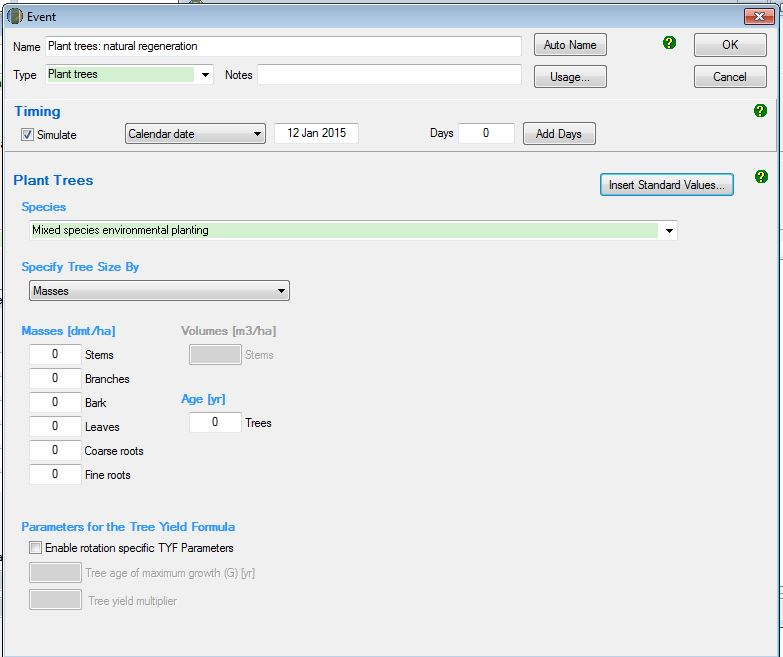 Event
Name Plant trees: natural regeneration Auto Name ? OK
Type Plant trees Notes Usage... Cancel
Timing ?
Simulate Calendar date 12 Jan 2015 Days 0 Add Days
Plant Trees Insert Standard Values... ?
Species
Mixed species environmental planting
Specify Tree Size By
Masses
Masses [dmt/ha] Volumes [m3/ha]
0 Stems Stems
0 Branches
0 Bark Age [yr]
0 Leaves 0 Trees
0 Coarse roots
0 Fine roots
Parameters for the Tree Yield Formula
Enable rotation specific TYF Parameters
Tree age of maximum growth (G) [yr]
Tree yield multiplier